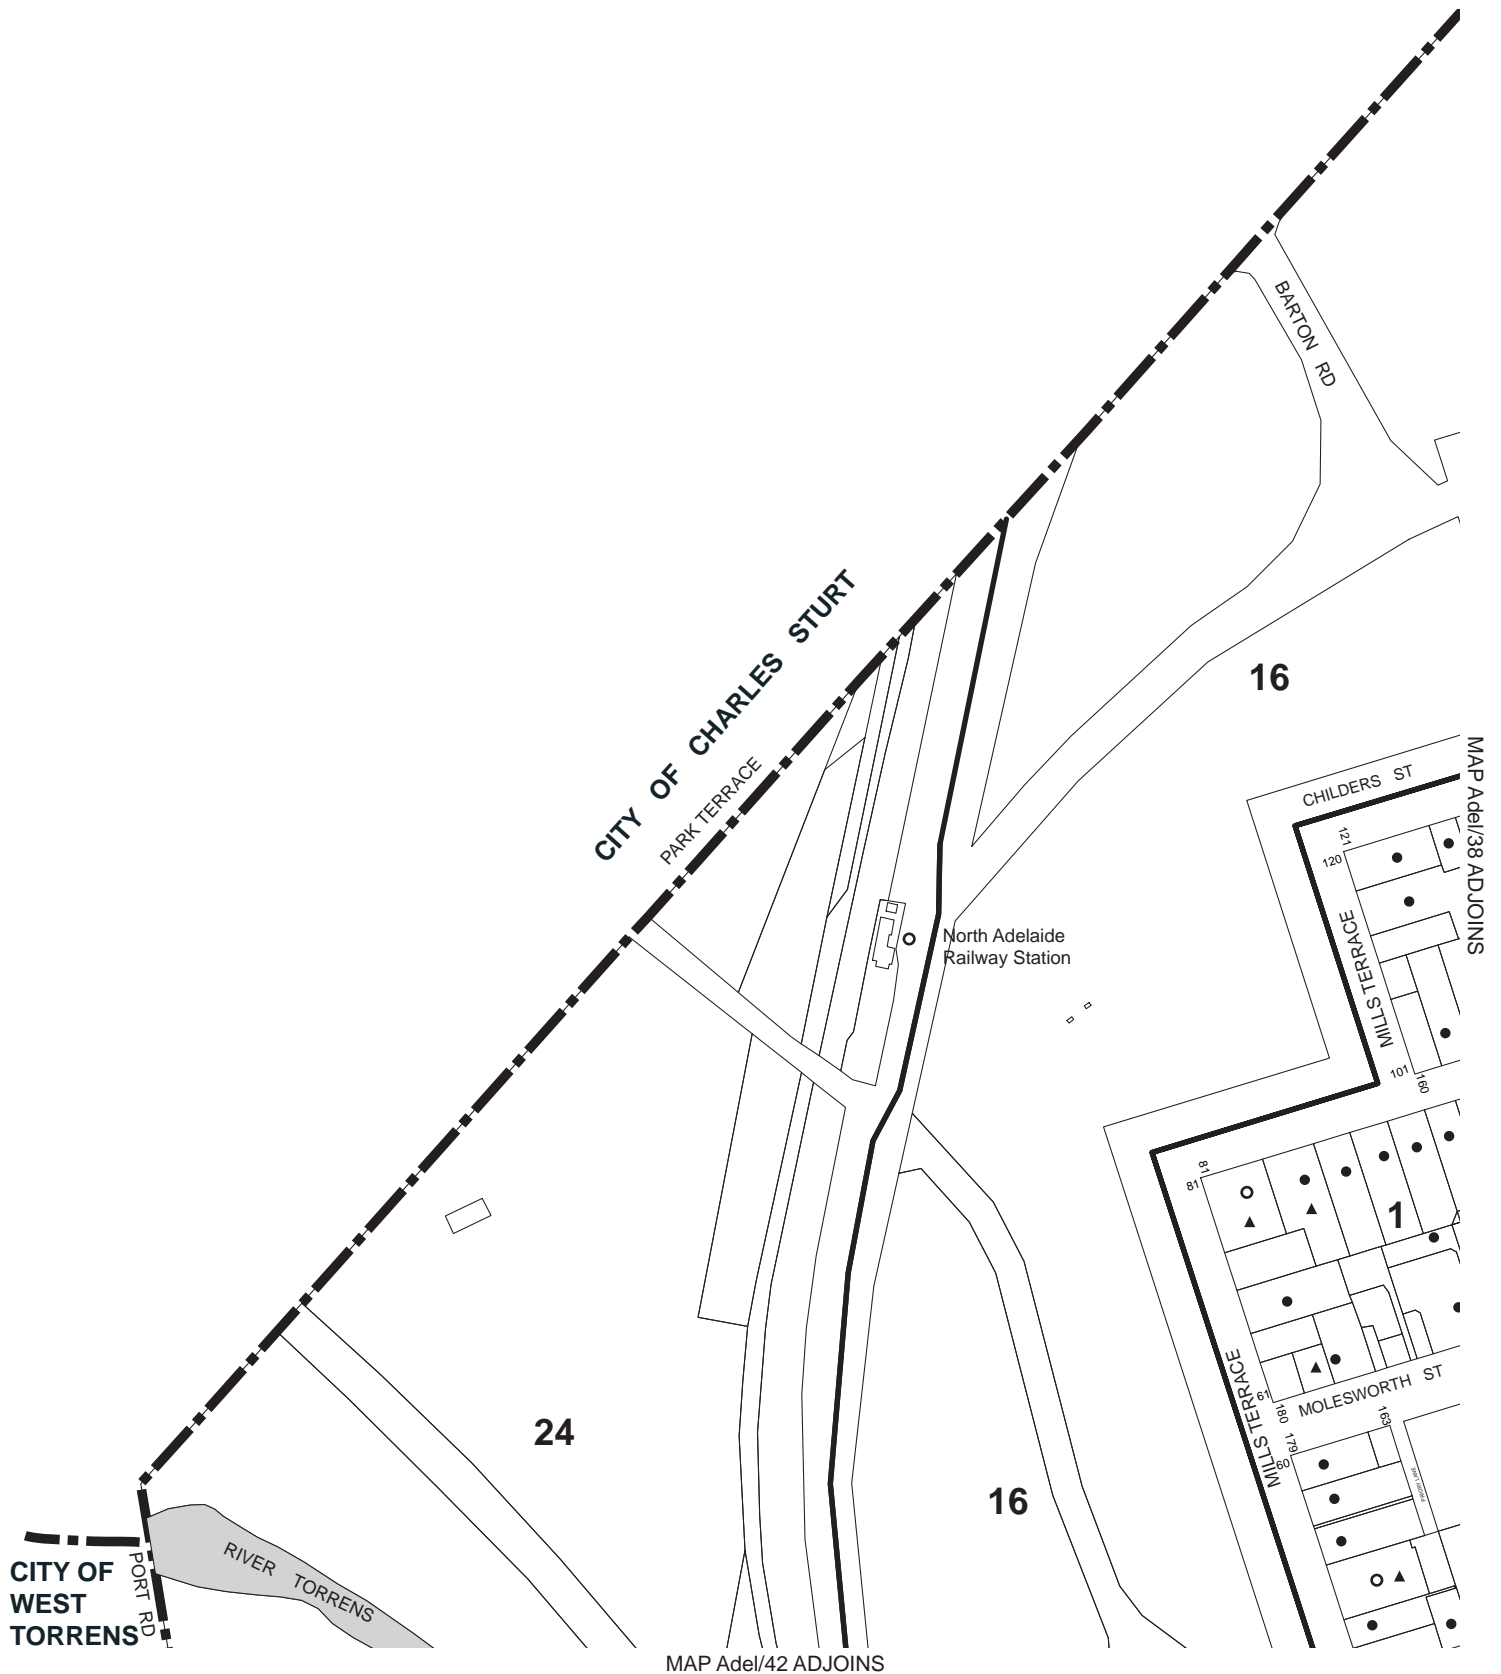 BARTON RD
CITY OF CHARLES STURT
PARK TERRACE
16
MAP Adel/38 ADJOINS
CHILDERS ST
121
120
MILLS TERRACE
North Adelaide
Railway Station
101
160
81
81
1
MILLS TERRACE
61
180
MOLESWORTH ST
163
179
60
PRIORY LANE
24
16
RIVER TORRENS
PORT RD
CITY OF
WEST
TORRENS
MAP Adel/42 ADJOINS